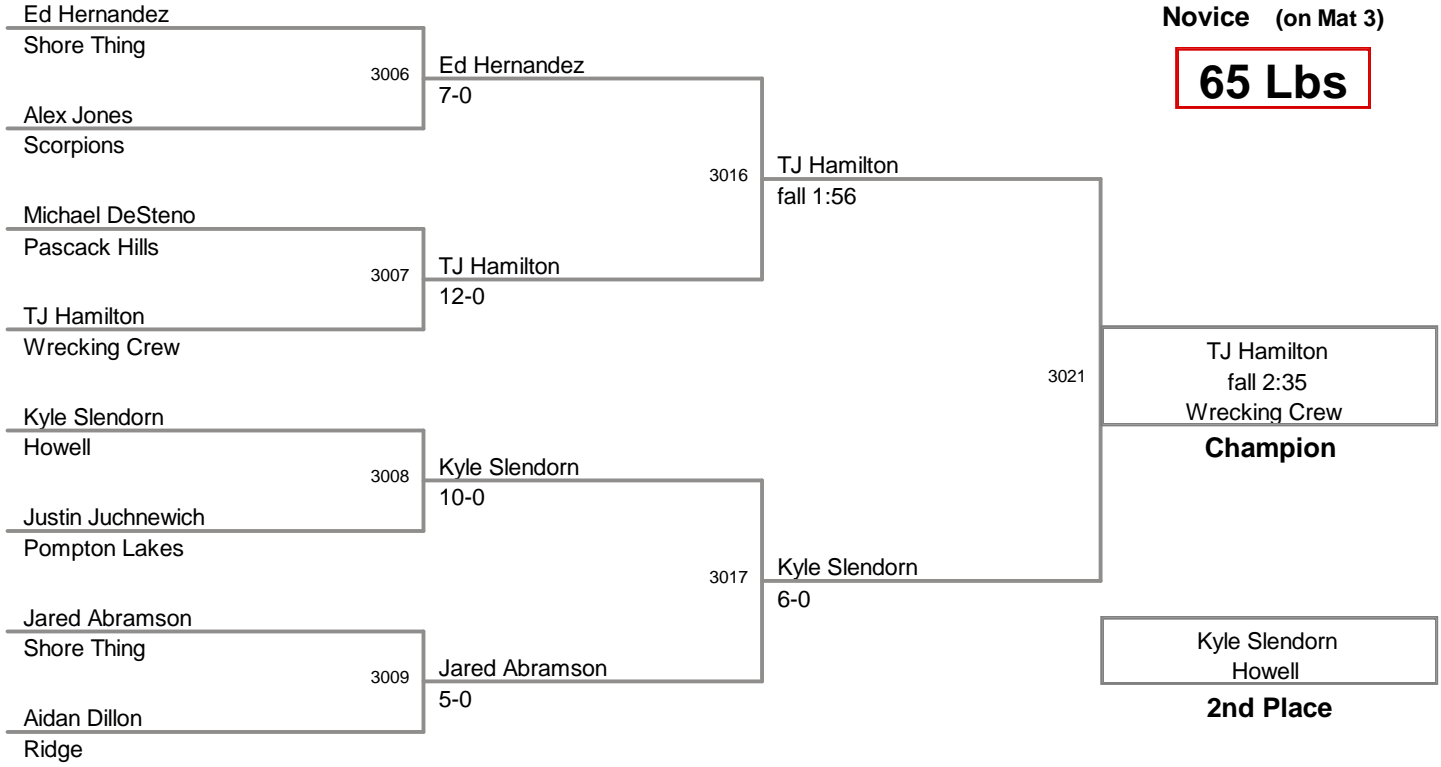 Ed Hernandez
Shore Thing
3006
Alex Jones
Scorpions
Ed Hernandez
7-0
Michael DeSteno
Pascack Hills
3007
TJ Hamilton
Wrecking Crew
TJ Hamilton
12-0
3016
TJ Hamilton
fall 1:56
Kyle Slendorn
Howell
3008
Justin Juchnewich
Pompton Lakes
Kyle Slendorn
10-0
Jared Abramson
Shore Thing
3009
Aidan Dillon
Ridge
Jared Abramson
5-0
3017
Kyle Slendorn
6-0
3021
Novice (on Mat 3)
65 Lbs
TJ Hamilton
fall 2:35
Wrecking Crew
Champion
Kyle Slendorn
Howell
2nd Place